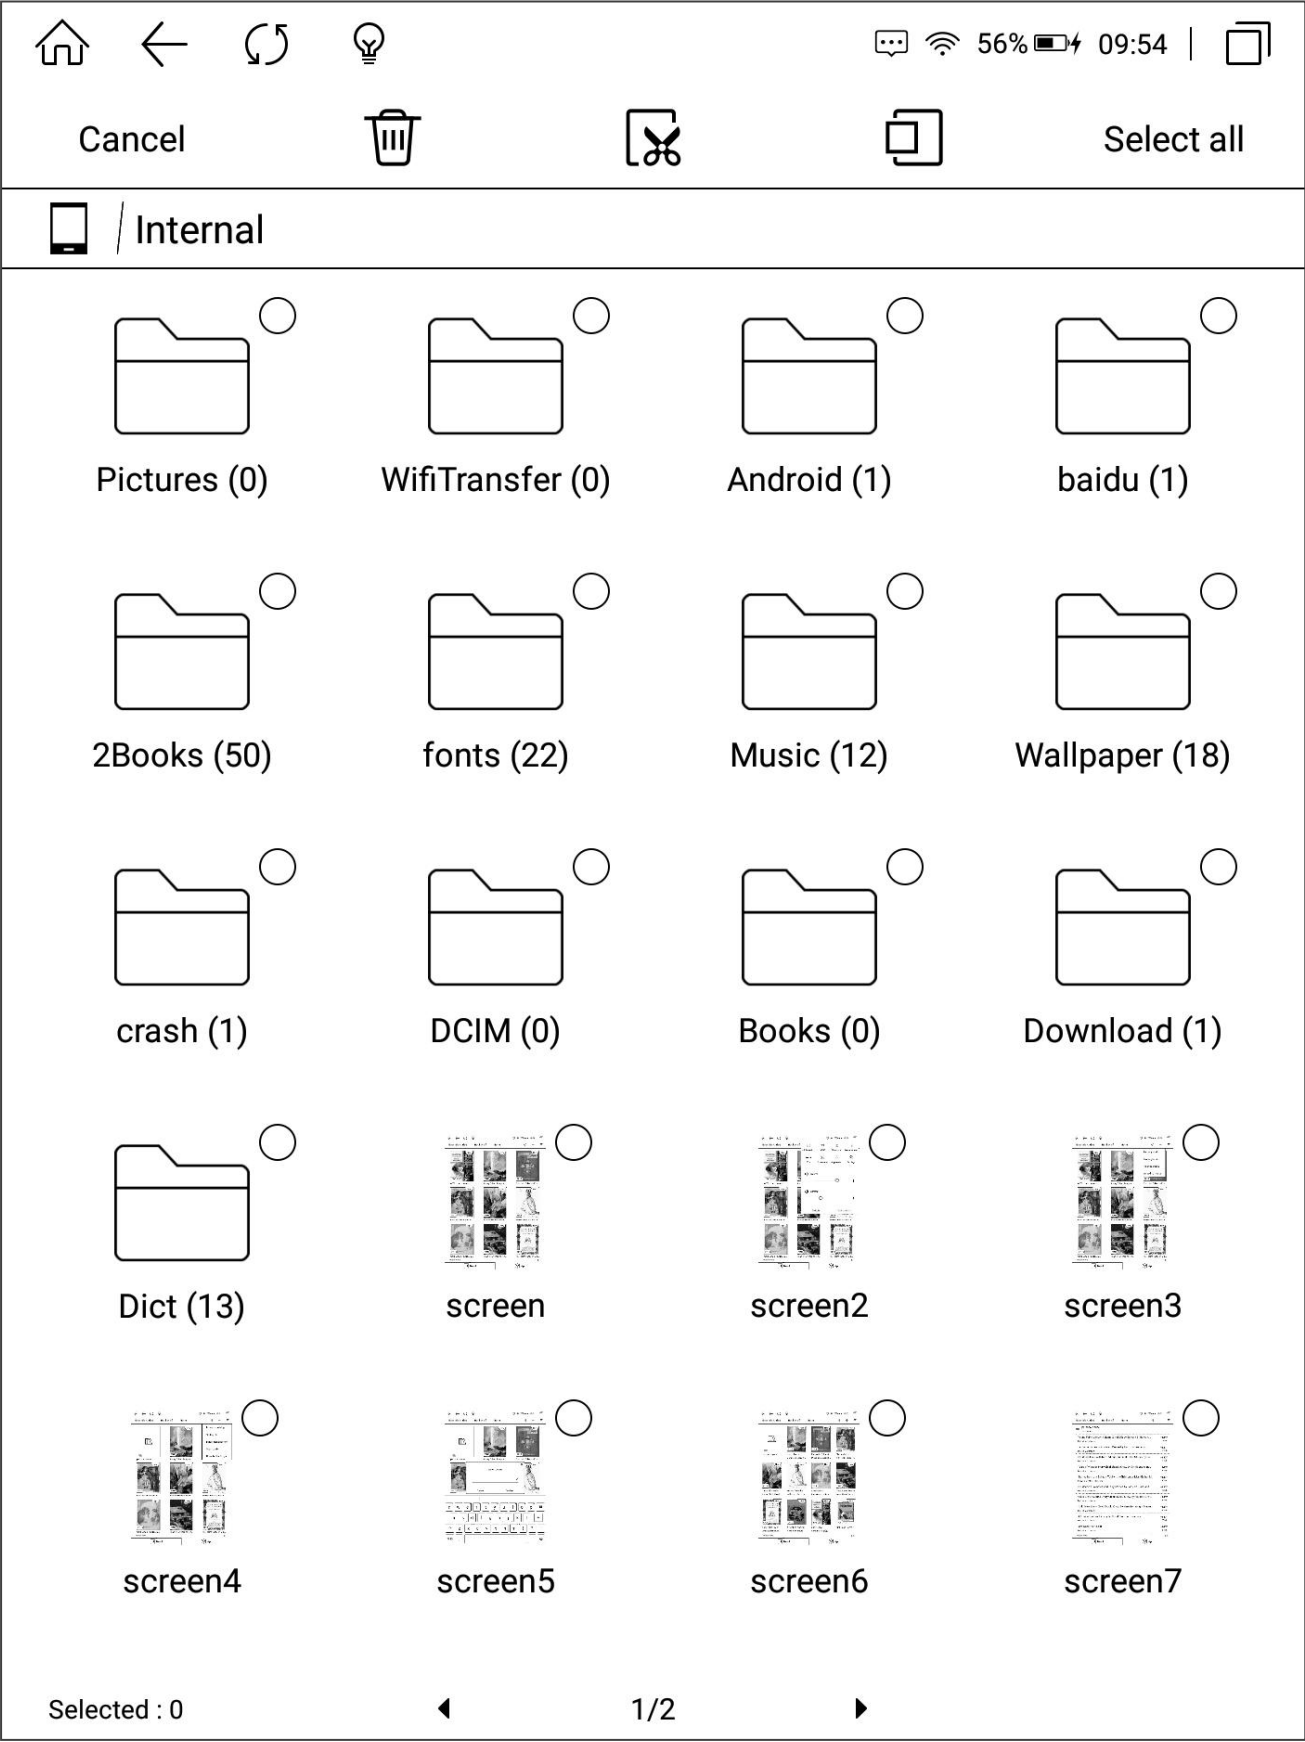 56% 09:54
Cancel Select all
Internal
Pictures (0) WifiTransfer (0) Android (1) baidu (1)
2Books (50) fonts (22) Music (12) Wallpaper (18)
crash (1) DCIM (0) Books (0) Download (1)
Dict (13) screen screen2 screen3
screen4 screen5 screen6 screen7
Selected : 0 1/2